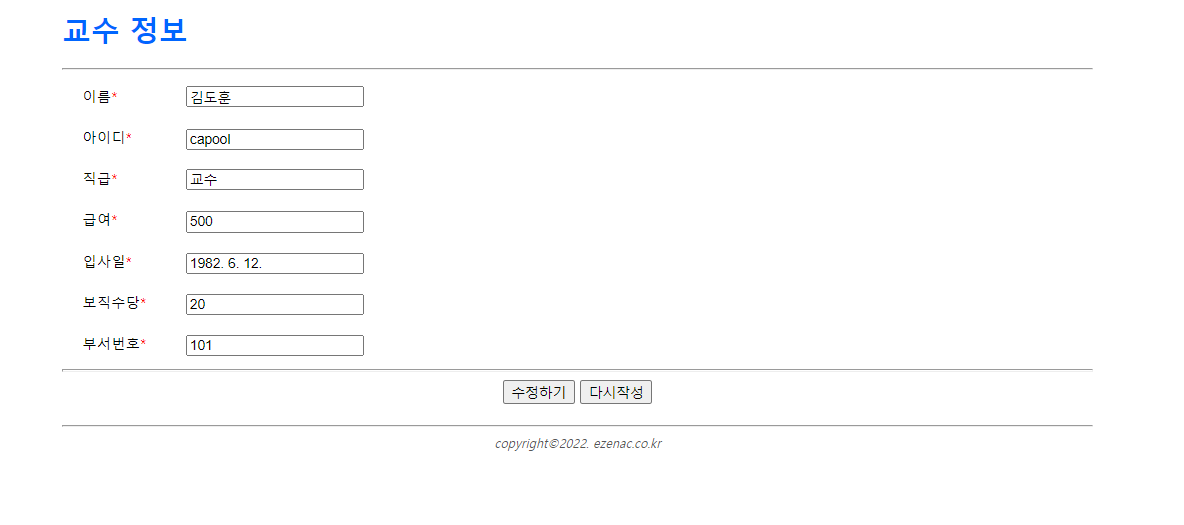 교수 정보
이름* 김도훈
아이디* capool
직급* 교수
급여* 500
입사일* 1982. 6. 12.
보직수당* 20
부서번호* 101
수정하기 다시작성
copyright©2022. ezenac.co.kr